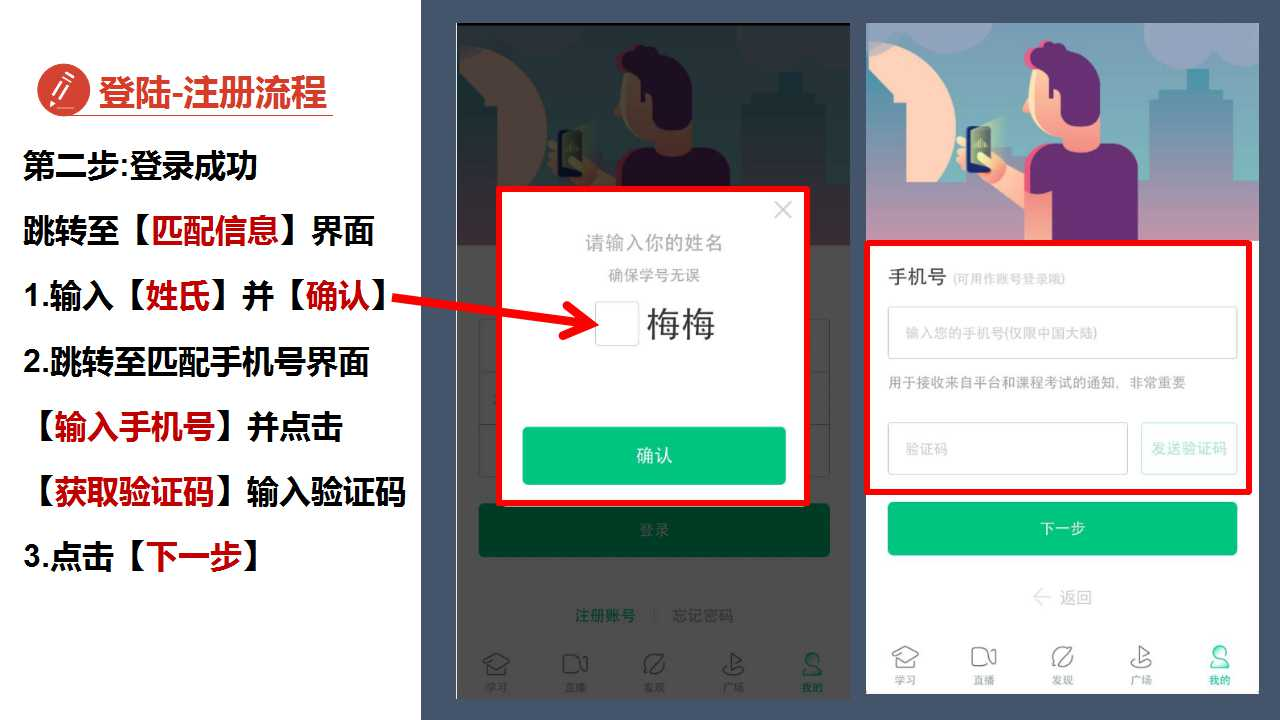 登陆-注册流程
第二步:登录成功
跳转至【匹配信息】界面
1.输入【姓氏】并【确认】
2.跳转至匹配手机号界面
【输入手机号】并点击
【获取验证码】输入验证码
3.点击【下一步】
请输入你的姓名
确保学号无误
梅梅
确认
登录
注册账号 | 忘记密码
学习 直播 发现 广场 我的
手机号 (可用作账号登录哦)
输入您的手机号(仅限中国大陆)
用于接收来自平台和课程考试的通知，非常重要
验证码 发送验证码
下一步
返回
学习 直播 发现 广场 我的